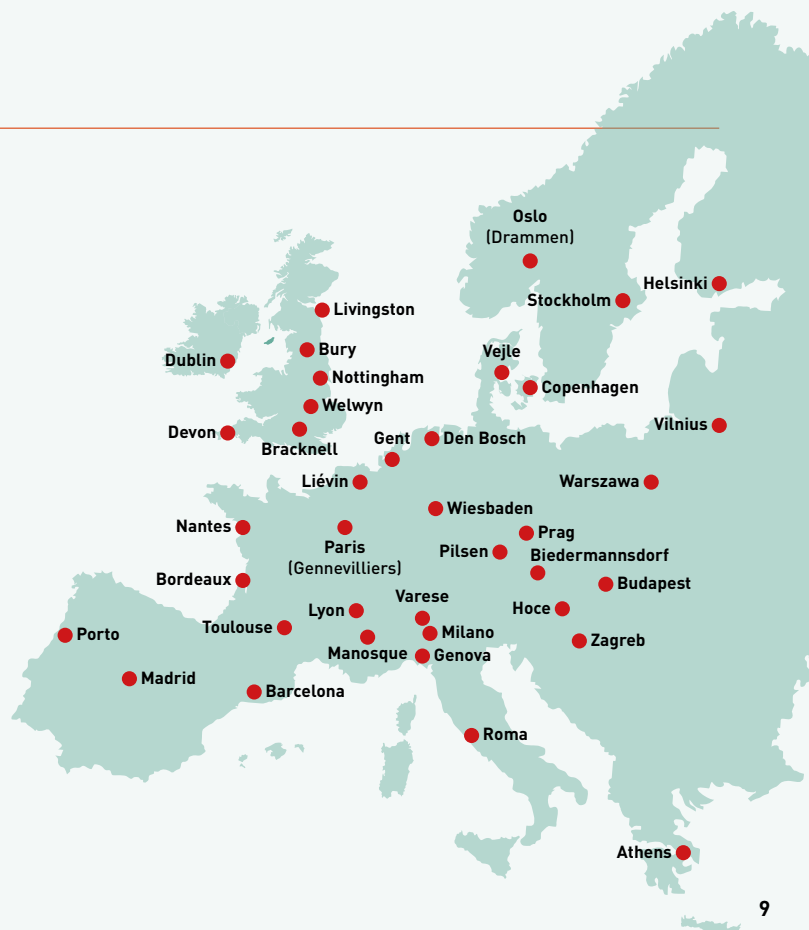 Oslo
(Drammen)
Helsinki
Stockholm
Livingston
Bury
Vejle
Dublin
Nottingham
Copenhagen
Welwyn
Vilnius
Devon
Gent
Den Bosch
Bracknell
Liévin
Warszawa
Wiesbaden
Nantes
Prag
Paris
(Gennevilliers)
Pilsen
Biedermannsdorf
Bordeaux
Budapest
Varese
Lyon
Hoce
Toulouse
Milano
Porto
Zagreb
Manosque
Genova
Madrid
Barcelona
Roma
Athens
9